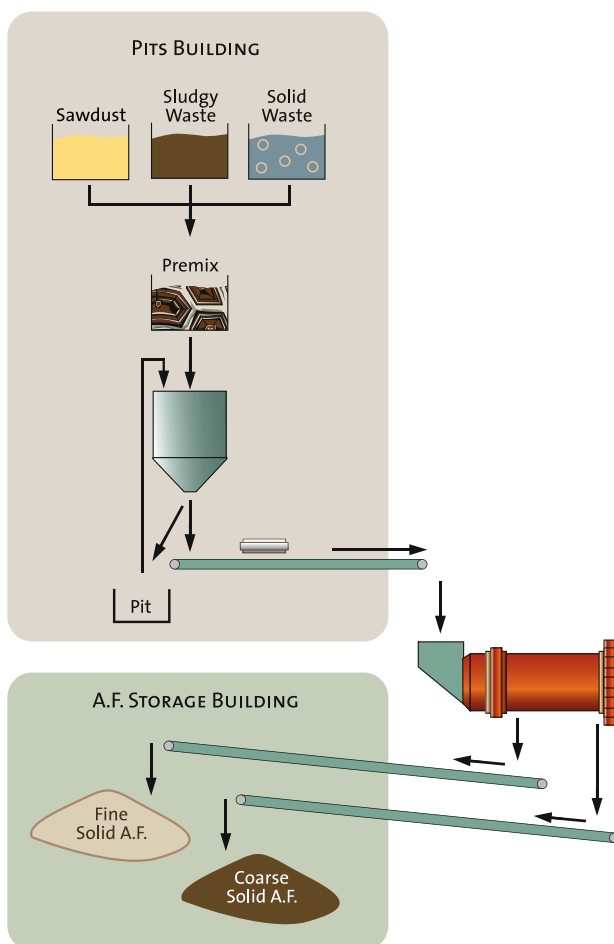 PITS BUILDING
Sawdust
Sludgy
Waste
Solid
Waste
Premix
Pit
A.F. STORAGE BUILDING
Fine
Solid A.F.
Coarse
Solid A.F.